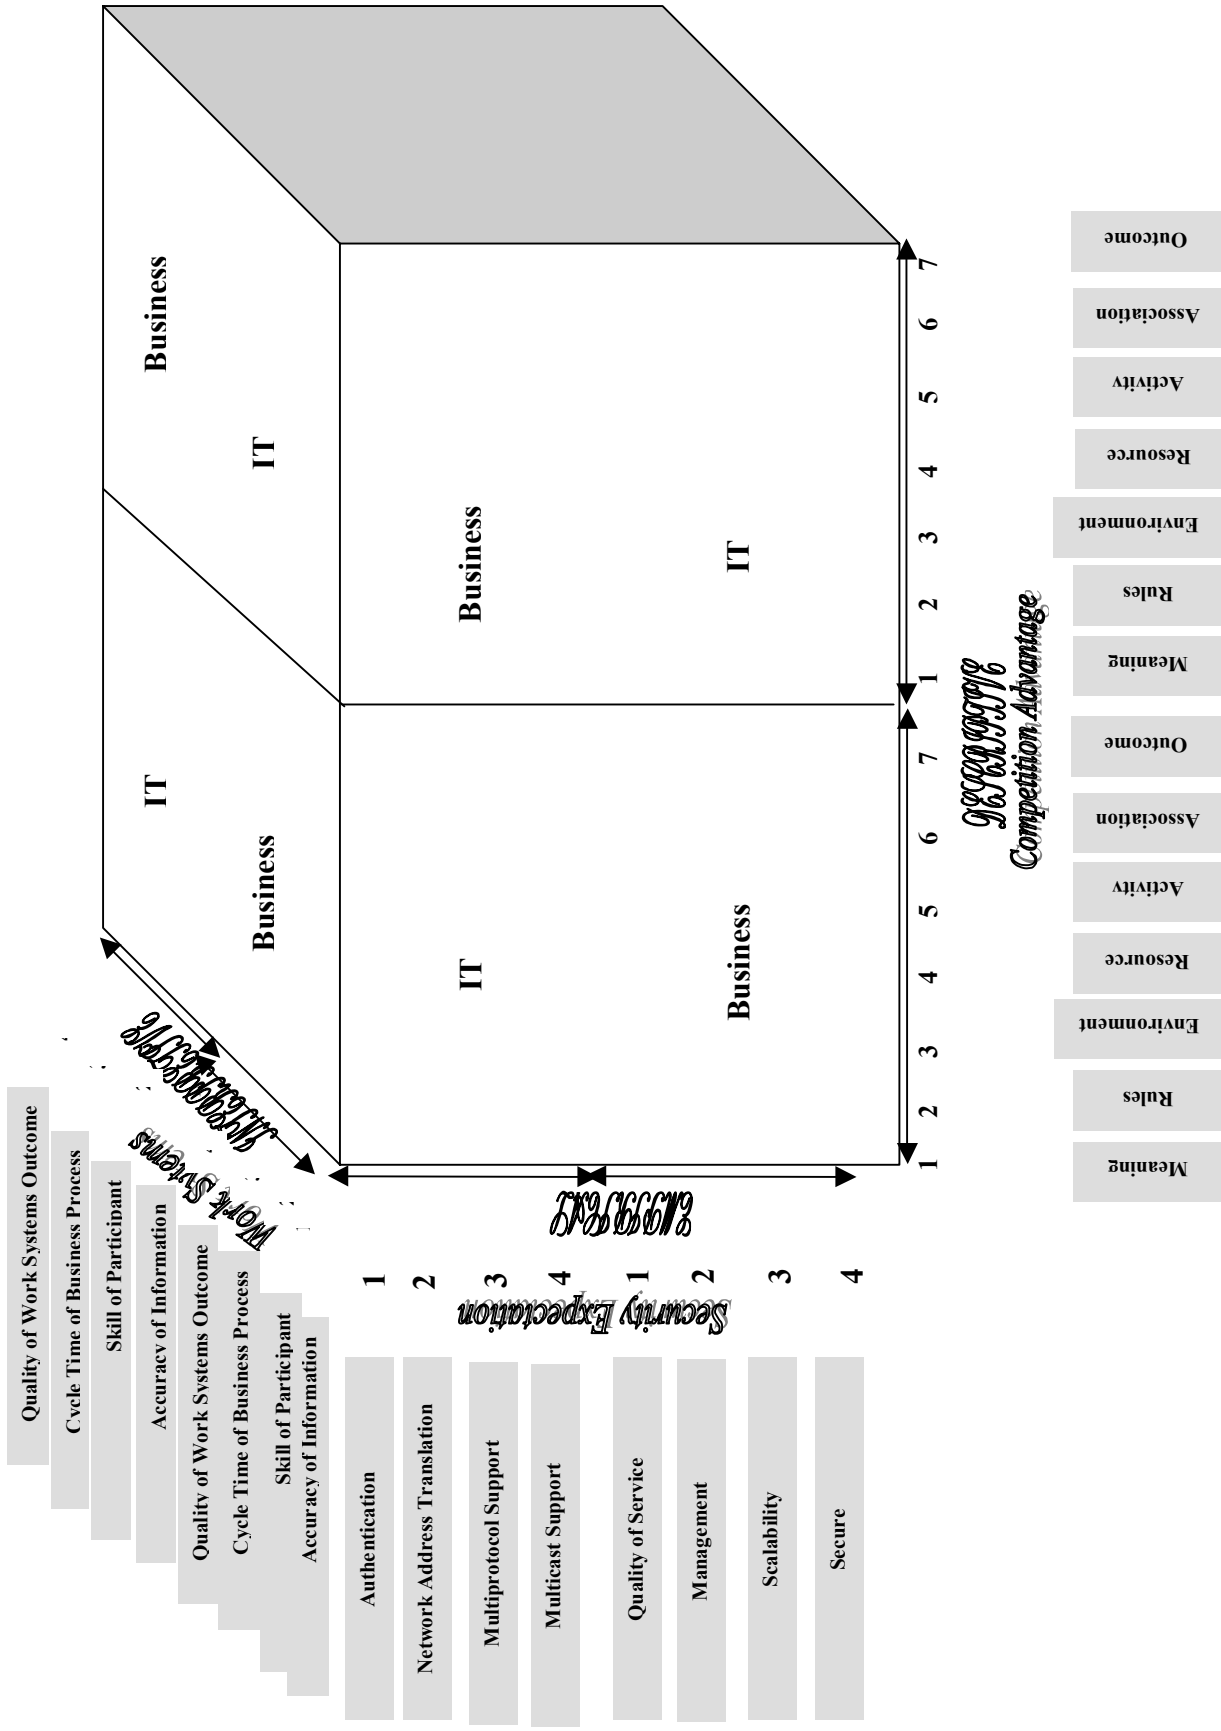 Quality of Work Systems Outcome
Cycle Time of Business Process
Skill of Participant
Accuracy of Information
Quality of Work Systems Outcome
Cycle Time of Business Process
Skill of Participant
Accuracy of Information
Work Sytems
IT
Business
Business
IT
Authentication
1
Network Address Translation
2
Multiprotocol Support
3
Multicast Support
4
Quality of Service
1
Management
2
Scalability
3
Secure
4
Security Expectation
IT
Business
Business
IT
1 2 3 4 5 6 7 1 2 3 4 5 6 7
Competition Advantage
Meaning
Rules
Environment
Resource
Activity
Association
Outcome
Meaning
Rules
Environment
Resource
Activity
Association
Outcome